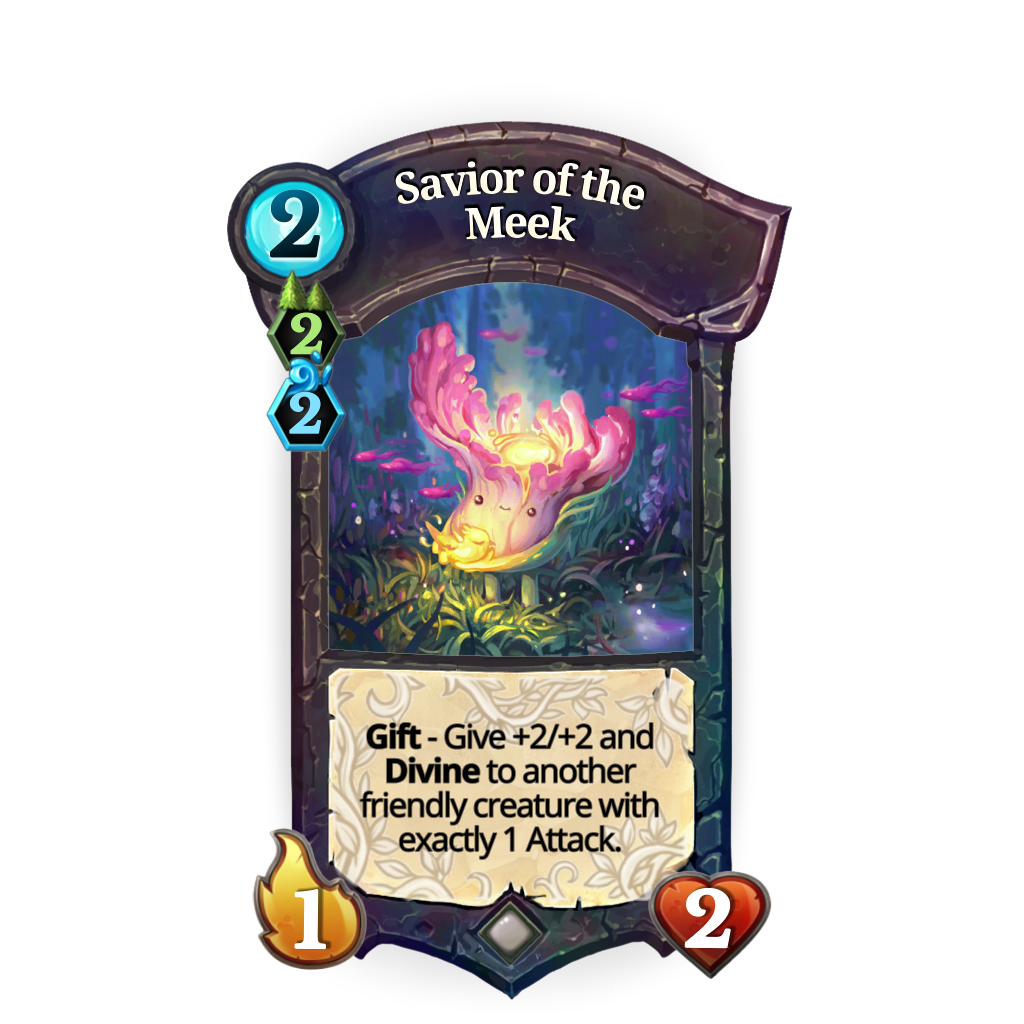 Savior of the
Meek
2
2
2
Gift - Give +2/+2 and
Divine to another
friendly creature with
exactly 1 Attack.
1
2